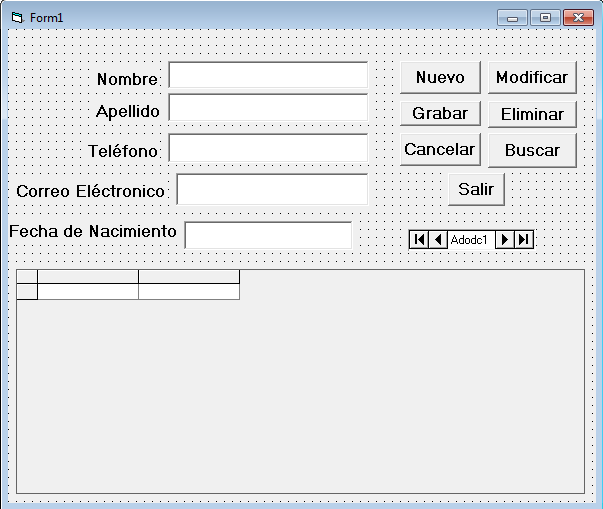 Form1
Nombre
Nuevo Modificar
Apellido
Grabar Eliminar
Teléfono
Cancelar Buscar
Correo Eléctronico
Salir
Fecha de Nacimiento
Adodc1